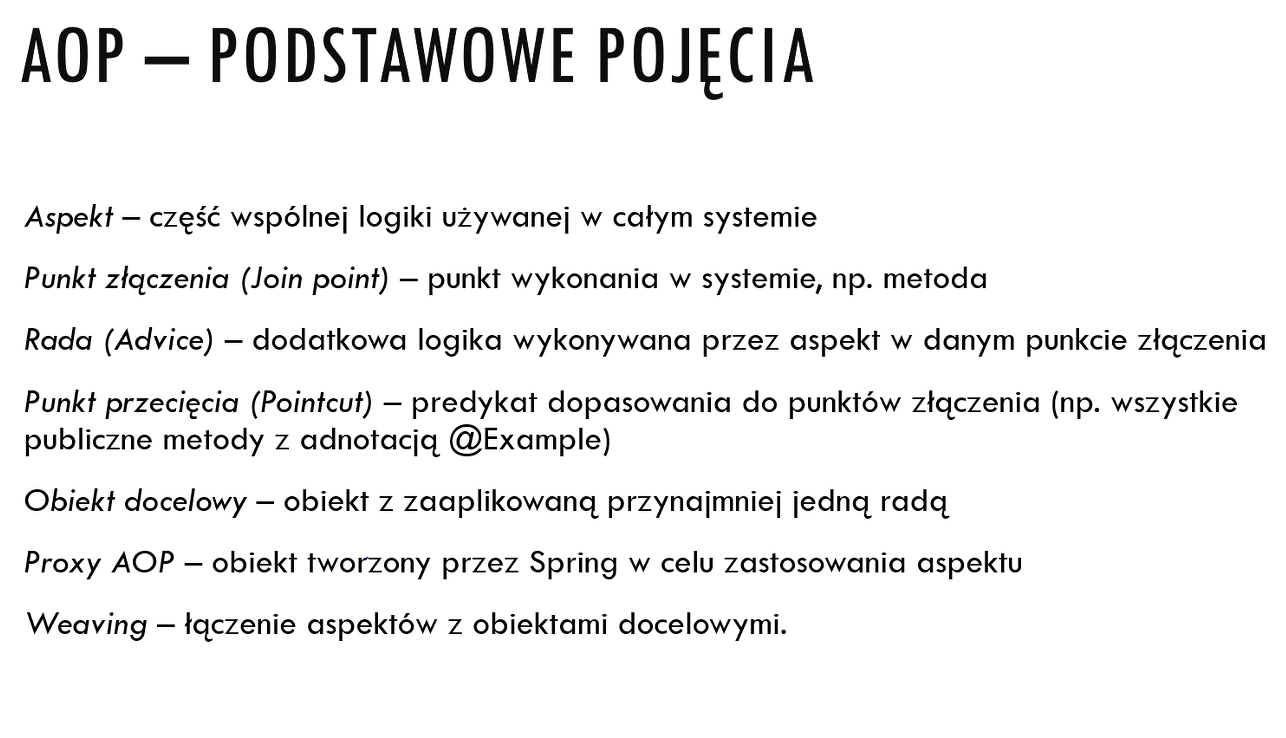 AOP – PODSTAWOWE POJĘCIA
Aspekt – część wspólnej logiki używanej w całym systemie
Punkt złączenia (Join point) – punkt wykonania w systemie, np. metoda
Rada (Advice) – dodatkowa logika wykonywana przez aspekt w danym punkcie złączenia
Punkt przecięcia (Pointcut) – predykat dopasowania do punktów złączenia (np. wszystkie
publiczne metody z adnotacją @Example)
Obiekt docelowy – obiekt z zaaplikowaną przynajmniej jedną radą
Proxy AOP – obiekt tworzony przez Spring w celu zastosowania aspektu
Weaving – łączenie aspektów z obiektami docelowymi.